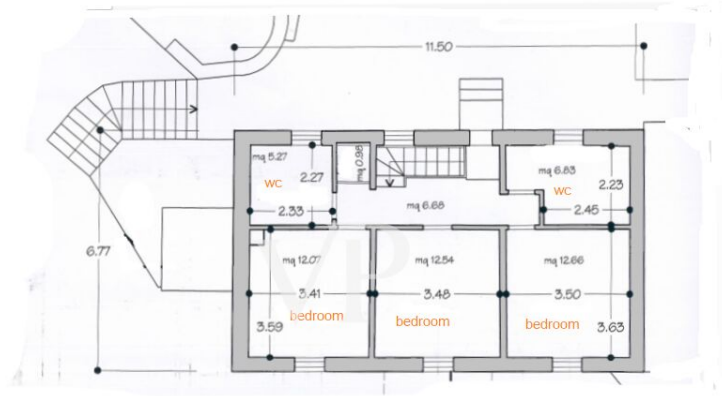 11.50
mq 5.27
mq 0.98
mq 6.83
wc
2.27
wc
2.23
2.33
mq 6.68
2.45
6.77
mq 12.07
mq 12.54
mq 12.66
VP
3.41
3.48
3.50
bedroom
bedroom
bedroom
3.59
3.63